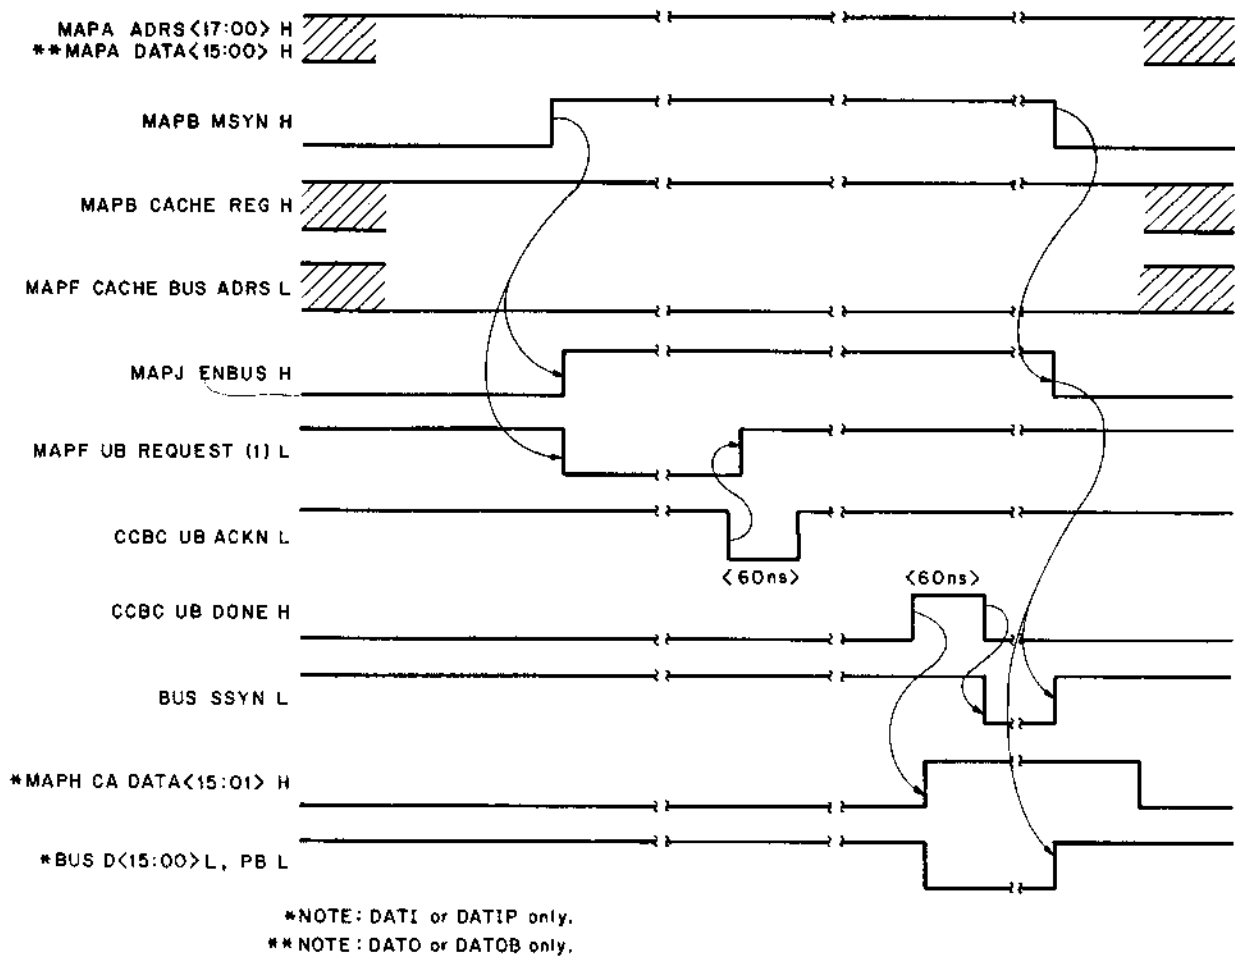 MAPA ADRS<17:00> H
**MAPA DATA<15:00> H
MAPB MSYN H
MAPB CACHE REG H
MAPF CACHE BUS ADRS L
MAPJ ENBUS H
MAPF UB REQUEST (1) L
CCBC UB ACKN L
<60ns> <60ns>
CCBC UB DONE H
BUS SSYN L
*MAPH CA DATA<15:01> H
*BUS D<15:00>L, PB L
*NOTE: DATI or DATIP only.
**NOTE: DATO or DATOB only.